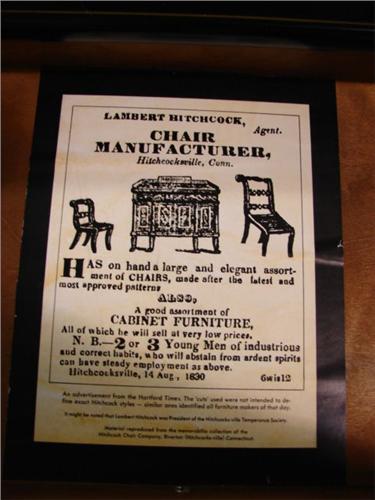 LAMBERT HITCHCOCK,
Agent.
CHAIR
MANUFACTURER,
Hitchcocksville, Conn.
HAS on hand a large and elegant assort-
ment of CHAIRS, made after the latest and
most approved patterns
ALSO,
A good assortment of
CABINET FURNITURE,
All of which he will sell at very low prices.
N. B.—2 or 3 Young Men of industrious
and correct habits, who will abstain from ardent spirits
can have steady employment as above.
Hitchcocksville, 14 Aug., 1830 6wis12
An advertisement from the Hartford Times. The 'cuts' used were not intended to de-
fine exact Hitchcock styles — similar ones identified all furniture makers of that day.
It might be noted that Lambert Hitchcock was President of the Hitchcocks-ville Temperance Society.
Material reproduced from the memorabilia collection of the
Hitchcock Chair Company, Riverton (Hitchcocks-ville) Connecticut.